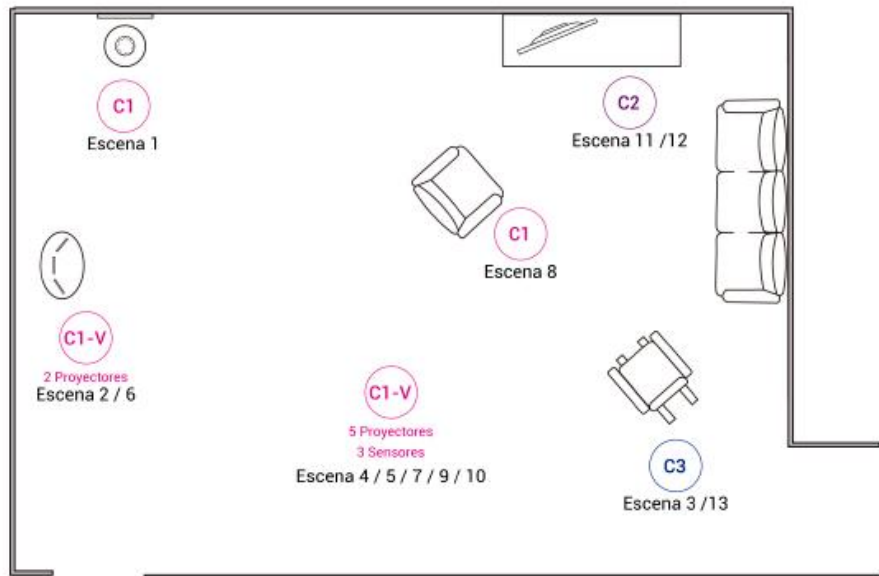 C1
Escena 1
C2
Escena 11 /12
C1
Escena 8
C1-V
2 Proyectores
Escena 2 / 6
C1-V
5 Proyectores
3 Sensores
Escena 4 / 5 / 7 / 9 / 10
C3
Escena 3 /13